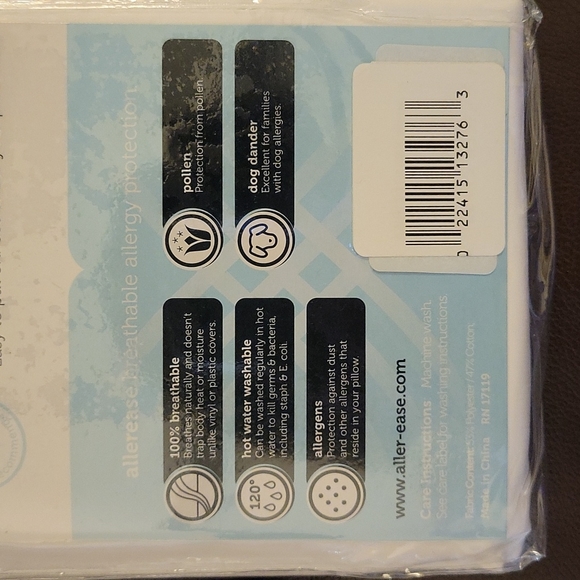 allerease breathable allergy protection.
100% breathable
Breathes naturally and doesn't
trap body heat or moisture
unlike vinyl or plastic covers.
pollen
Protection from pollen.
120°
hot water washable
Can be washed regularly in hot
water to kill germs & bacteria,
including staph & E. coli.
dog dander
Excellent for families
with dog allergies.
allergens
Protection against dust
and other allergens that
reside in your pillow.
www.aller-ease.com
Care Instructions Machine wash.
See care label for washing instructions
Fabric Content: Polyester / 47% Cotton
Made in China RN 17119
0 22415 13276 3